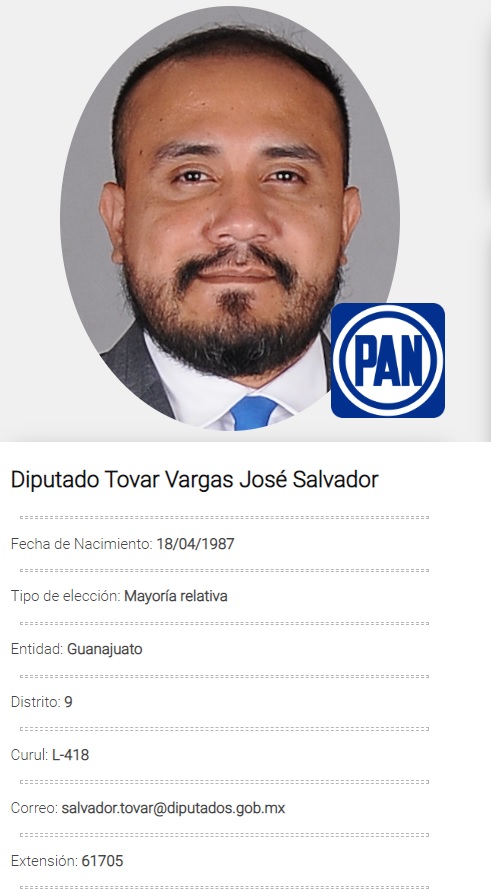 PAN
Diputado Tovar Vargas José Salvador
Fecha de Nacimiento: 18/04/1987
Tipo de elección: Mayoría relativa
Entidad: Guanajuato
Distrito: 9
Curul: L-418
Correo: salvador.tovar@diputados.gob.mx
Extensión: 61705